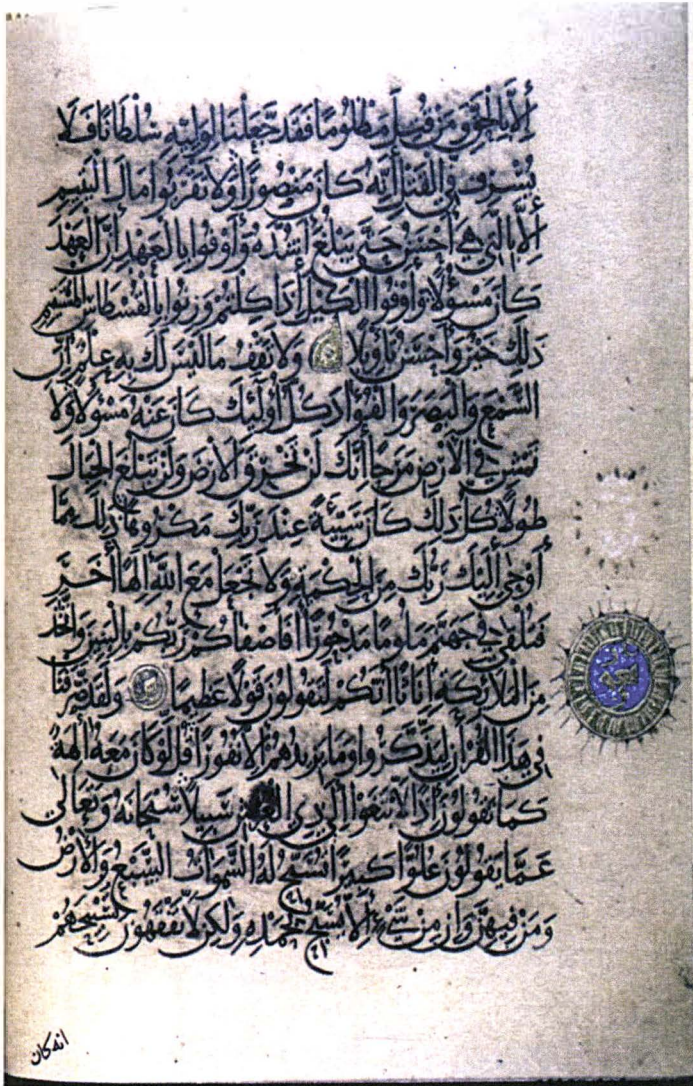 إلا بالحق ومن قتل مظلوما فقد جعلنا لوليه سلطانا فلا
يسرف في القتل إنه كان منصورا ولا تقربوا مال اليتيم
إلا بالتي هي أحسن حتى يبلغ أشده وأوفوا بالعهد إن العهد
كان مسؤلا وأوفوا الكيل إذا كلتم وزنوا بالقسطاس المستقيم
ذلك خير وأحسن تأويلا ولا تقف ما ليس لك به علم إن
السمع والبصر والفؤاد كل أولئك كان عنه مسؤلا ولا
تمش في الأرض مرحا إنك لن تخرق الأرض ولن تبلغ الجبال
طولا كل ذلك كان سيئة عند ربك مكروها ذلك مما
أوحى إليك ربك من الحكمة ولا تجعل مع الله إلها آخر
فتلقى في جهنم ملوما مدحورا أفأصفاكم ربكم بالبنين واتخذ
من الملائكة إناثا إنكم لتقولون قولا عظيما ولقد صرفنا
في هذا القرآن ليذكروا وما يزيدهم إلا نفورا قل لو كان معه آلهة
كما تقولون إذا لابتغوا إلى ذي العرش سبيلا سبحانه وتعالى
عما يقولون علوا كبيرا تسبح له السموات السبع والأرض
ومن فيهن وإن من شيء إلا يسبح بحمده ولكن لا تفقهون تسبيحهم
انه كان